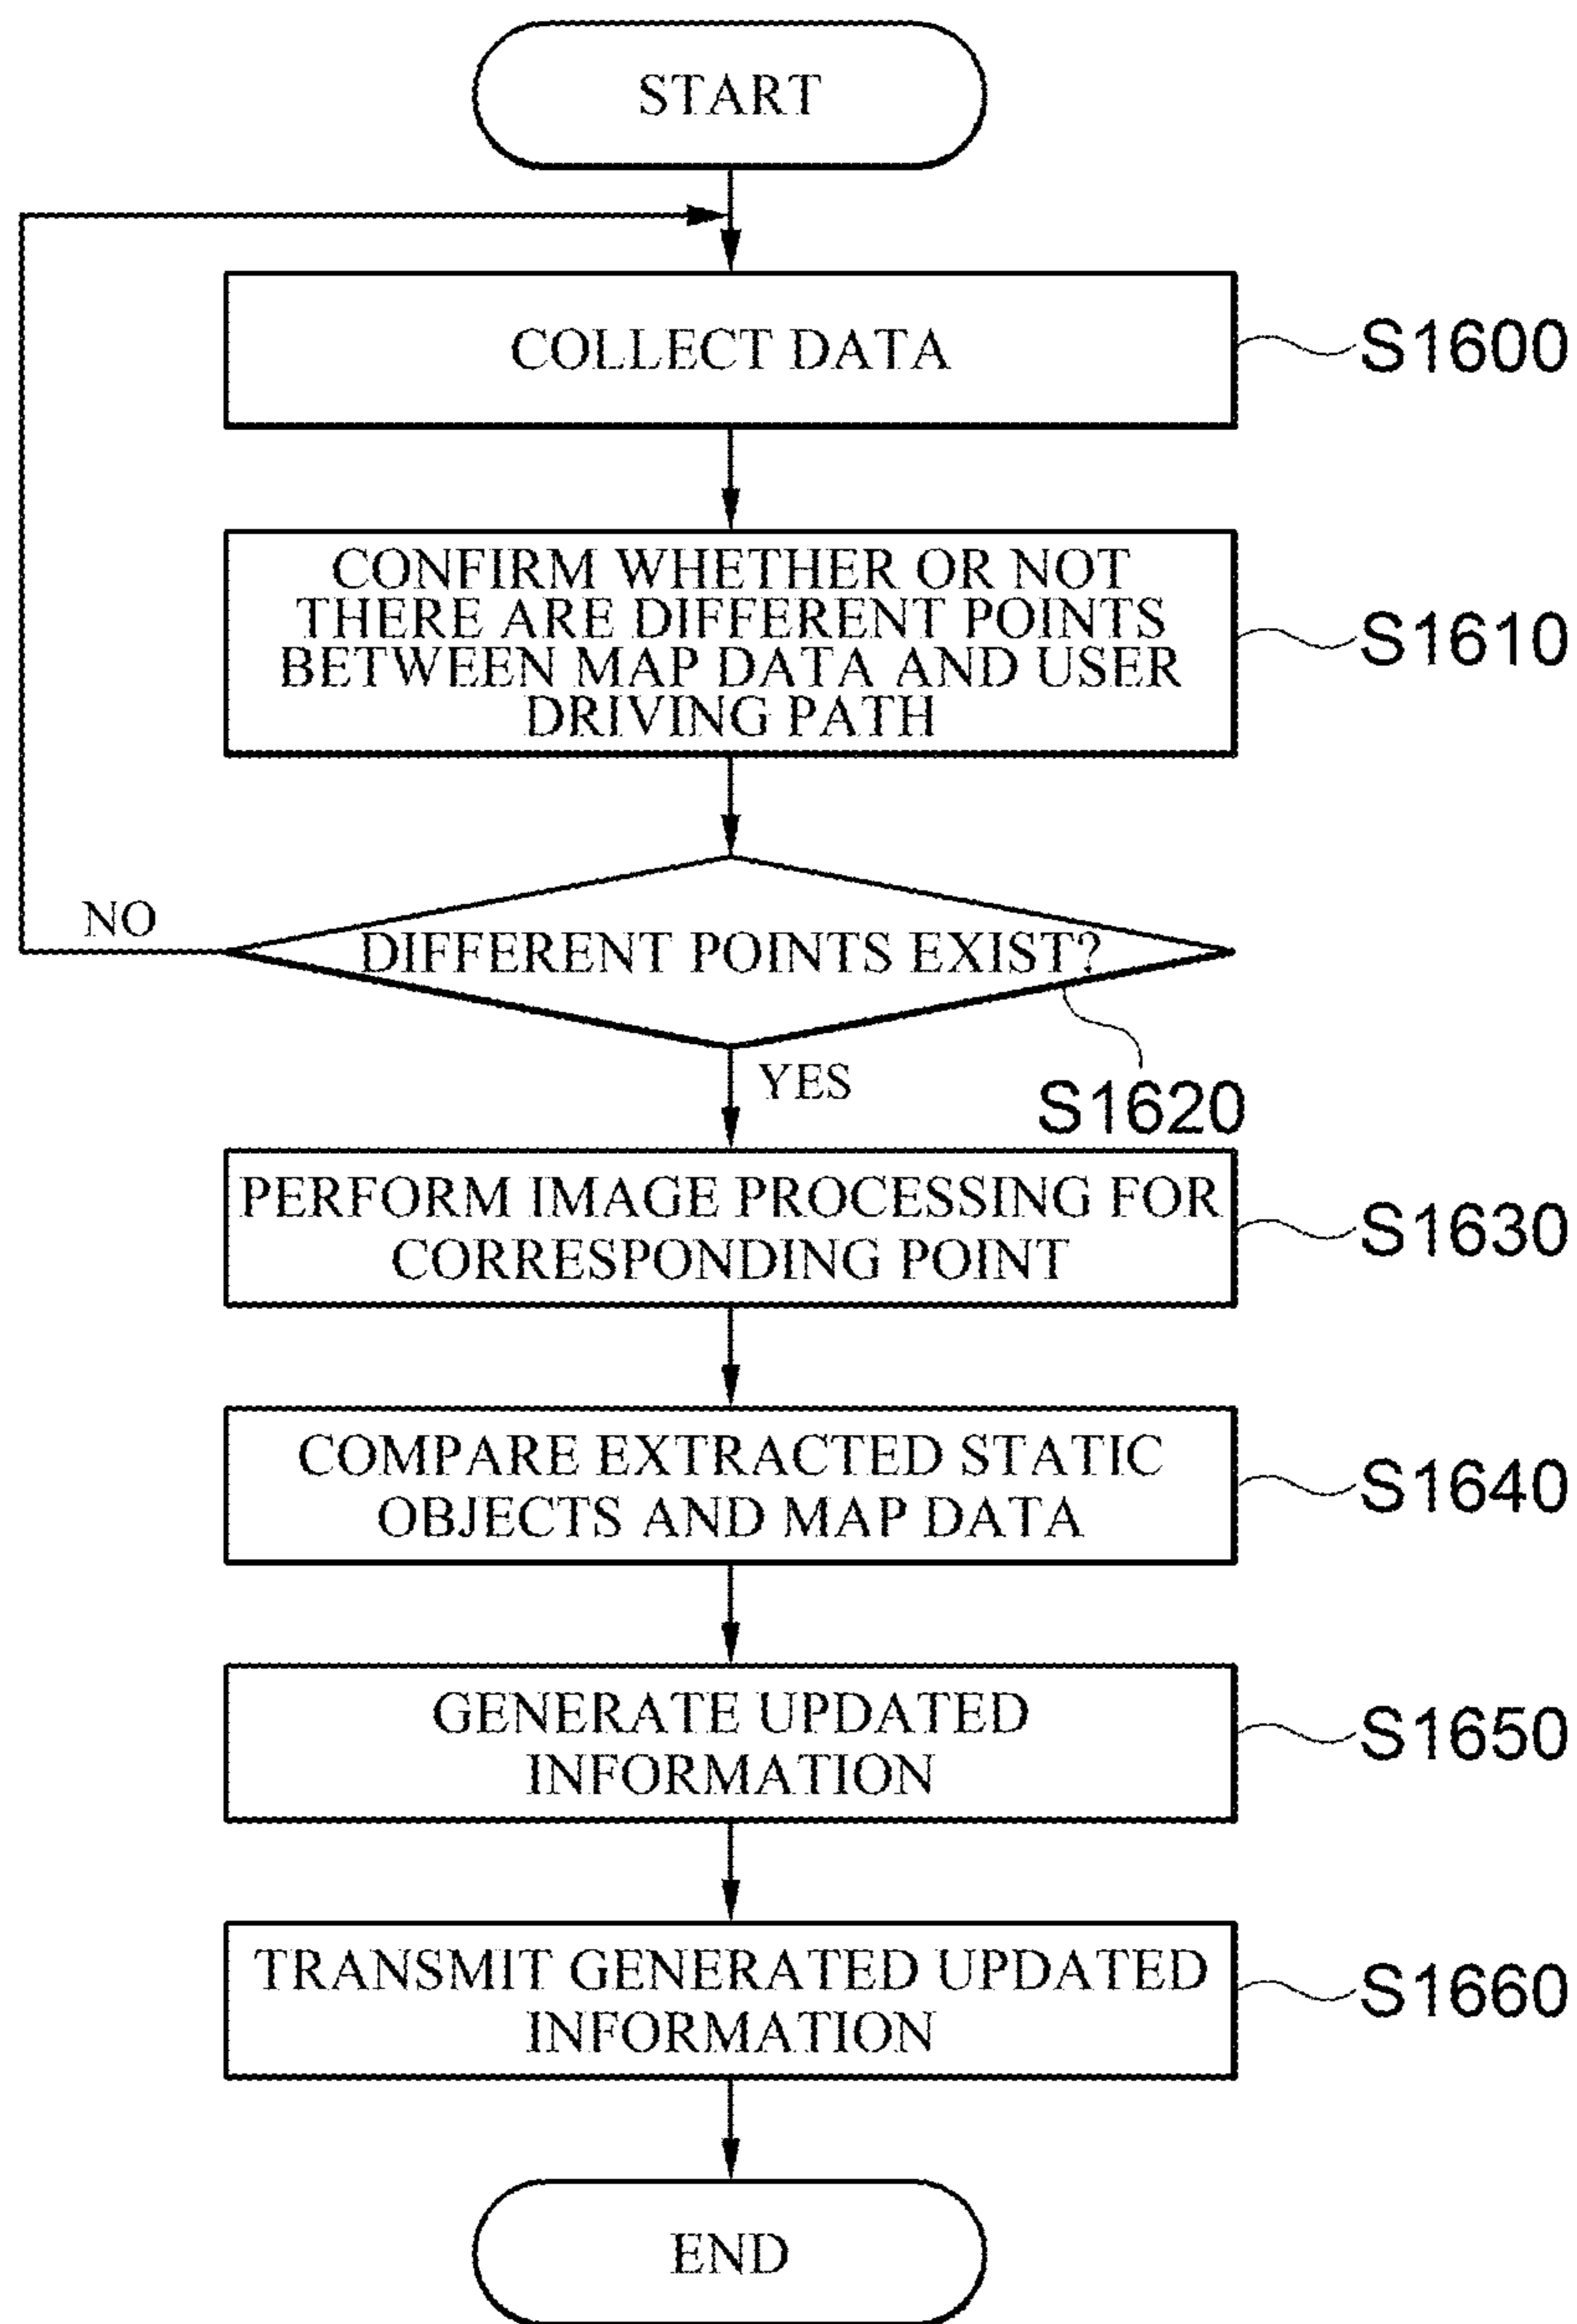 START
COLLECT DATA
S1600
CONFIRM WHETHER OR NOT
THERE ARE DIFFERENT POINTS
BETWEEN MAP DATA AND USER
DRIVING PATH
S1610
NO
DIFFERENT POINTS EXIST?
YES
S1620
PERFORM IMAGE PROCESSING FOR
CORRESPONDING POINT
S1630
COMPARE EXTRACTED STATIC
OBJECTS AND MAP DATA
S1640
GENERATE UPDATED
INFORMATION
S1650
TRANSMIT GENERATED UPDATED
INFORMATION
S1660
END